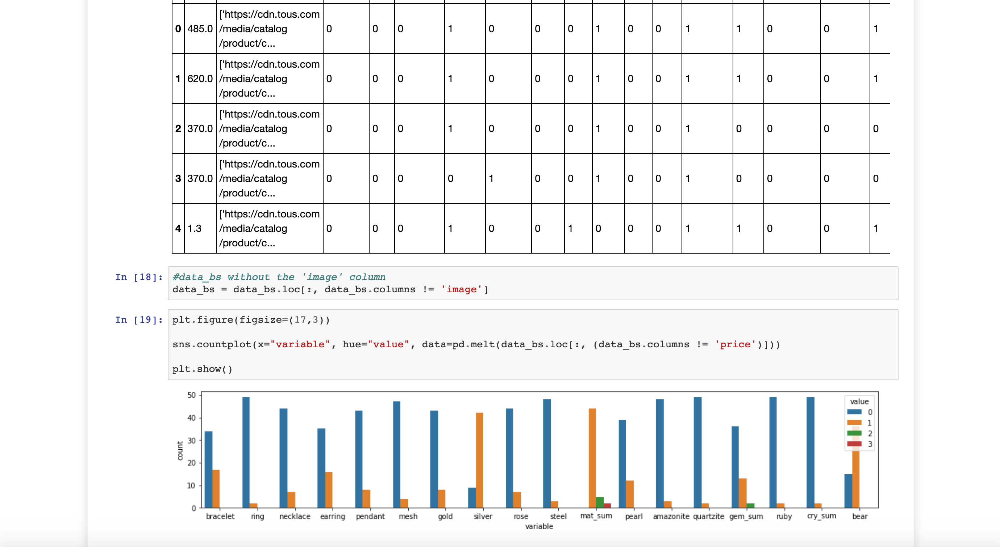 ['https://cdn.tous.com
0 485.0 /media/catalog 0 0 0 1 0 0 0 1 0 0 1 1 0 0 1
/product/c...
['https://cdn.tous.com
1 620.0 /media/catalog 0 0 0 1 0 0 0 1 0 0 1 1 0 0 1
/product/c...
['https://cdn.tous.com
2 370.0 /media/catalog 0 0 0 1 0 0 0 1 0 0 1 0 0 0 0
/product/c...
['https://cdn.tous.com
3 370.0 /media/catalog 0 0 0 0 1 0 0 1 0 0 1 0 0 0 0
/product/c...
['https://cdn.tous.com
4 1.3 /media/catalog 0 0 0 1 0 0 1 0 0 0 1 1 0 0 1
/product/c...
In [18]: #data_bs without the 'image' column
data_bs = data_bs.loc[:, data_bs.columns != 'image']
In [19]: plt.figure(figsize=(17,3))
sns.countplot(x="variable", hue="value", data=pd.melt(data_bs.loc[:, (data_bs.columns != 'price')]))
plt.show()
50
40
30
20
10
0
count
value
0
1
2
3
bracelet ring necklace earring pendant mesh gold silver rose steel mat_sum pearl amazonite quartzite gem_sum ruby cry_sum bear
variable